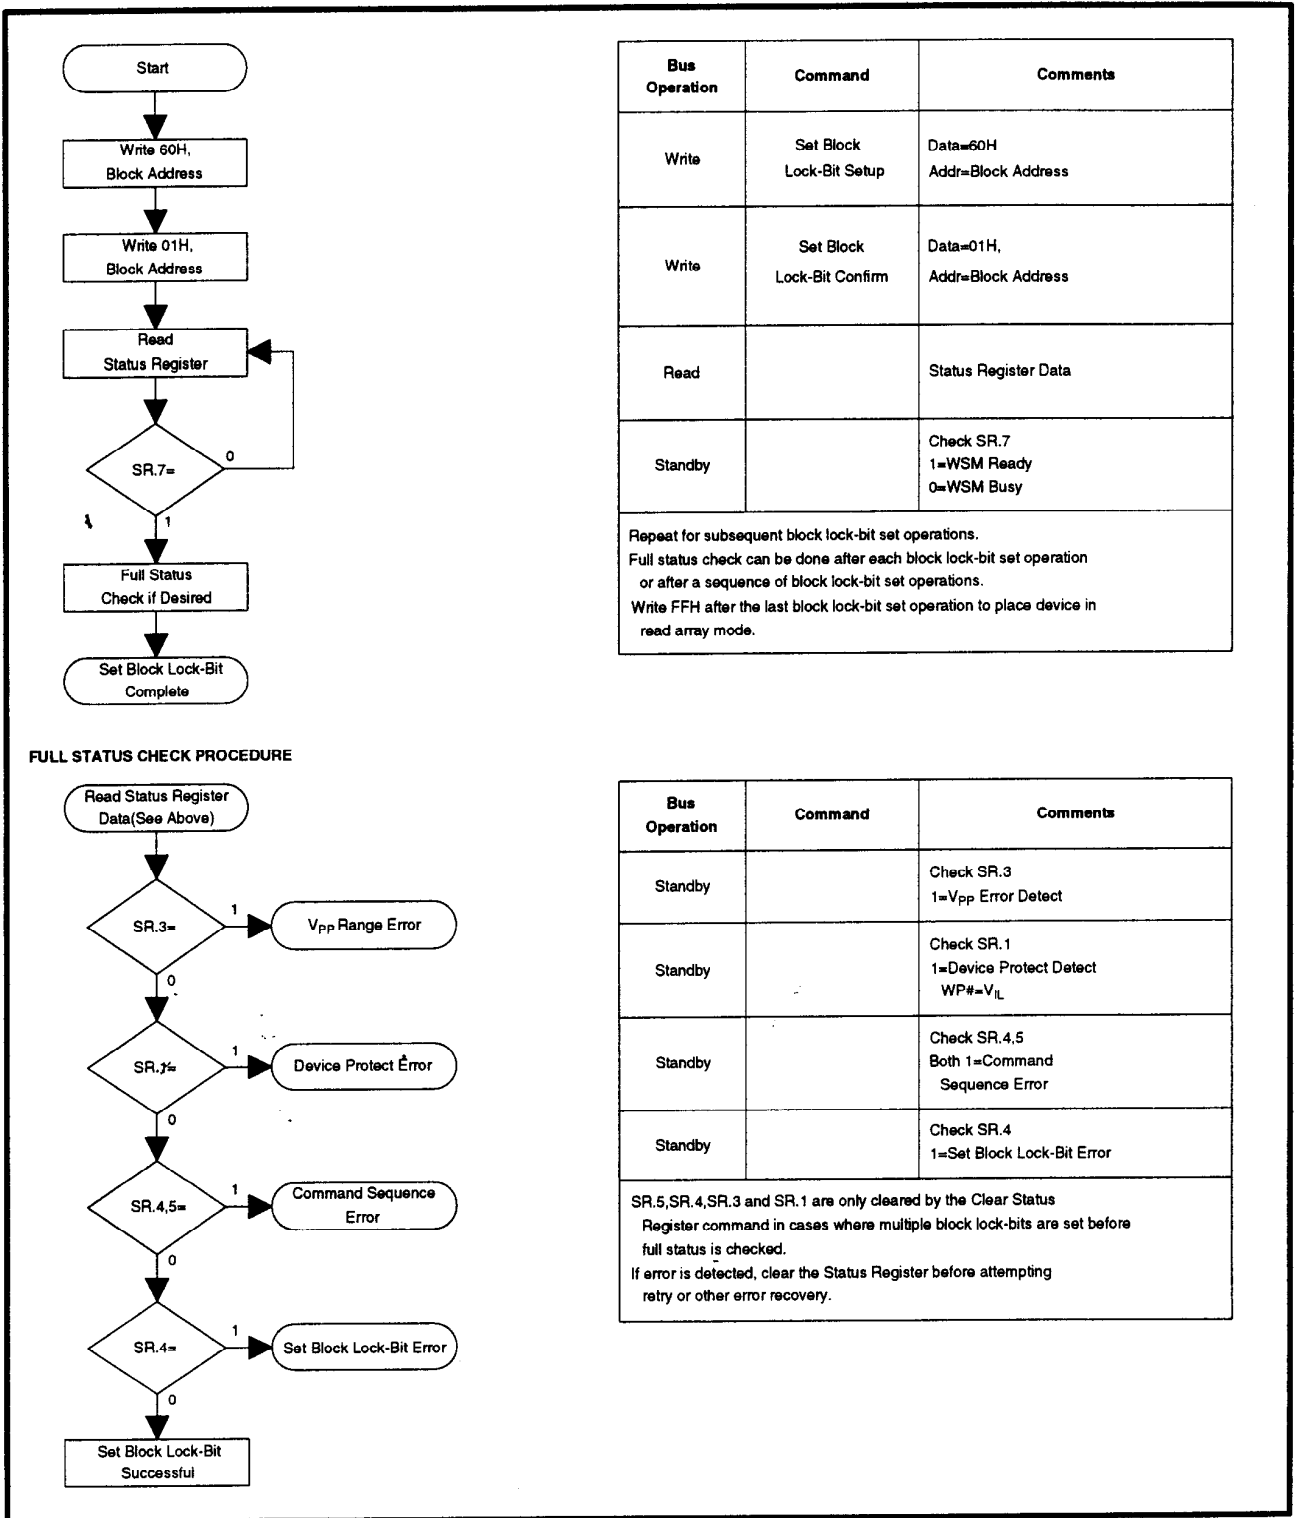 Start
Write 60H,
Block Address
Write 01H,
Block Address
Read
Status Register
SR.7=
0
1
Full Status
Check if Desired
Set Block Lock-Bit
Complete
Bus
Operation
Command
Comments
Write
Set Block
Lock-Bit Setup
Data=60H
Addr=Block Address
Write
Set Block
Lock-Bit Confirm
Data=01H,
Addr=Block Address
Read
Status Register Data
Standby
Check SR.7
1=WSM Ready
0=WSM Busy
Repeat for subsequent block lock-bit set operations.
Full status check can be done after each block lock-bit set operation
or after a sequence of block lock-bit set operations.
Write FFH after the last block lock-bit set operation to place device in
read array mode.
FULL STATUS CHECK PROCEDURE
Read Status Register
Data(See Above)
SR.3=
1
VPP Range Error
0
SR.1=
1
Device Protect Error
0
SR.4,5=
1
Command Sequence
Error
0
SR.4=
1
Set Block Lock-Bit Error
0
Set Block Lock-Bit
Successful
Bus
Operation
Command
Comments
Standby
Check SR.3
1=VPP Error Detect
Standby
Check SR.1
1=Device Protect Detect
WP#=VIL
Standby
Check SR.4,5
Both 1=Command
Sequence Error
Standby
Check SR.4
1=Set Block Lock-Bit Error
SR.5,SR.4,SR.3 and SR.1 are only cleared by the Clear Status
Register command in cases where multiple block lock-bits are set before
full status is checked.
If error is detected, clear the Status Register before attempting
retry or other error recovery.